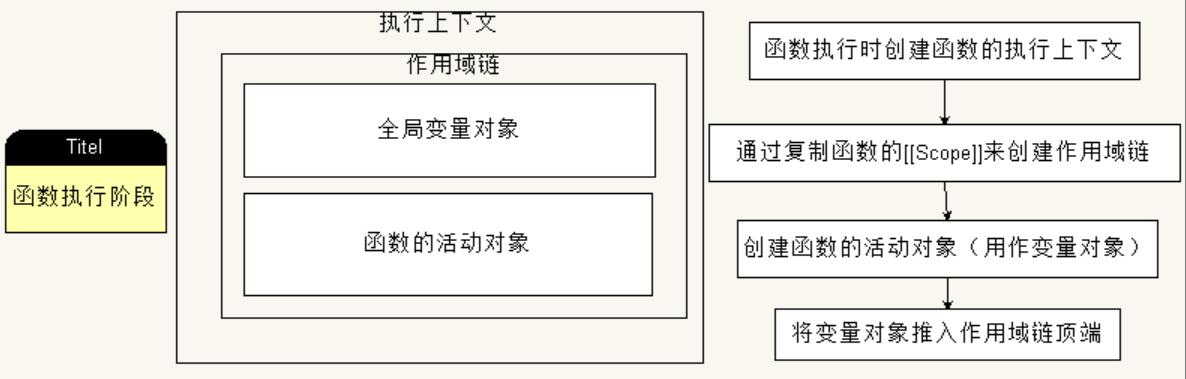 Titel
函数执行阶段
执行上下文
作用域链
全局变量对象
函数的活动对象
函数执行时创建函数的执行上下文
通过复制函数的[[Scope]]来创建作用域链
创建函数的活动对象（用作变量对象）
将变量对象推入作用域链顶端